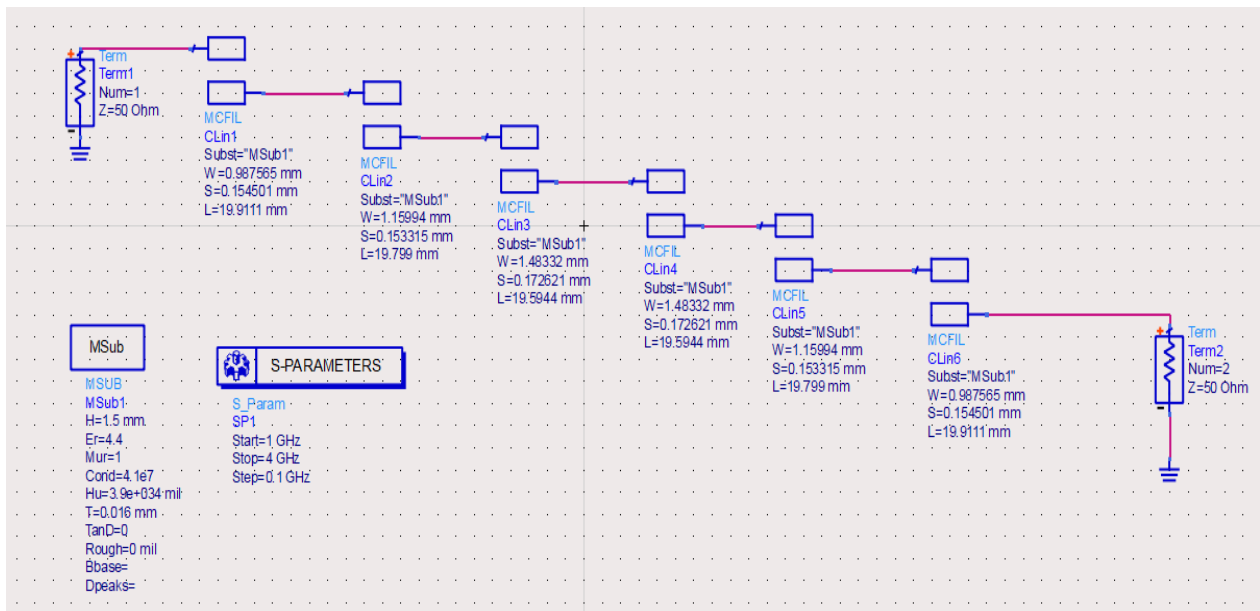 Term
Term1
Num=1
Z=50 Ohm
MCFIL
CLin1
Subst="MSub1"
W=0.987565 mm
S=0.154501 mm
L=19.9111 mm
MCFIL
CLin2
Subst="MSub1"
W=1.15994 mm
S=0.153315 mm
L=19.799 mm
MCFIL
CLin3
Subst="MSub1"
W=1.48332 mm
S=0.172621 mm
L=19.5944 mm
MCFIL
CLin4
Subst="MSub1"
W=1.48332 mm
S=0.172621 mm
L=19.5944 mm
MCFIL
CLin5
Subst="MSub1"
W=1.15994 mm
S=0.153315 mm
L=19.799 mm
MCFIL
CLin6
Subst="MSub1"
W=0.987565 mm
S=0.154501 mm
L=19.9111 mm
Term
Term2
Num=2
Z=50 Ohm
MSub
MSUB
MSub1
H=1.5 mm
Er=4.4
Mur=1
Cond=4.1e7
Hu=3.9e+034 mil
T=0.016 mm
TanD=0
Rough=0 mil
Bbase=
Dpeaks=
S-PARAMETERS
S_Param
SP1
Start=1 GHz
Stop=4 GHz
Step=0.1 GHz